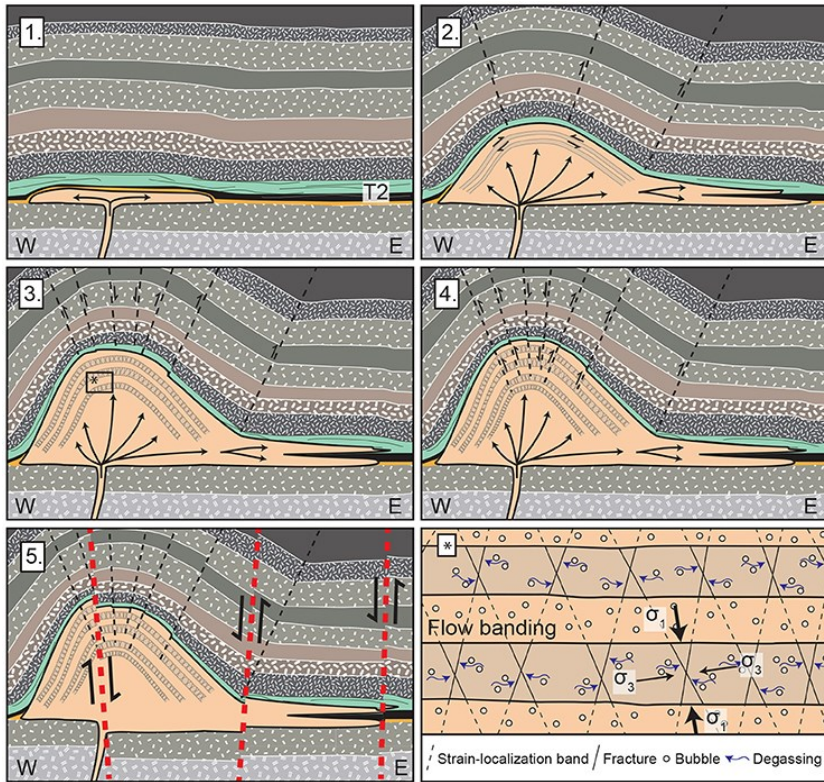 1.
T2
W
E
2.
W
E
3.
*
W
E
4.
W
E
5.
W
E
*
Flow banding
σ1
σ3
σ3
σ1
Strain-localization band Fracture Bubble Degassing